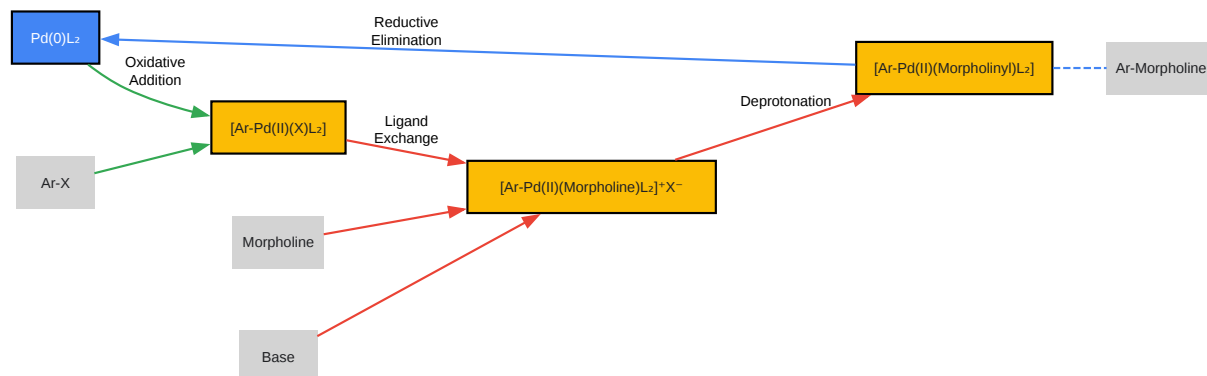 Pd(0)L₂
Reductive
Elimination
[Ar-Pd(II)(Morpholinyl)L₂]
Ar-Morpholine
Oxidative
Addition
Deprotonation
[Ar-Pd(II)(X)L₂]
Ligand
Exchange
Ar-X
[Ar-Pd(II)(Morpholine)L₂]⁺X⁻
Morpholine
Base